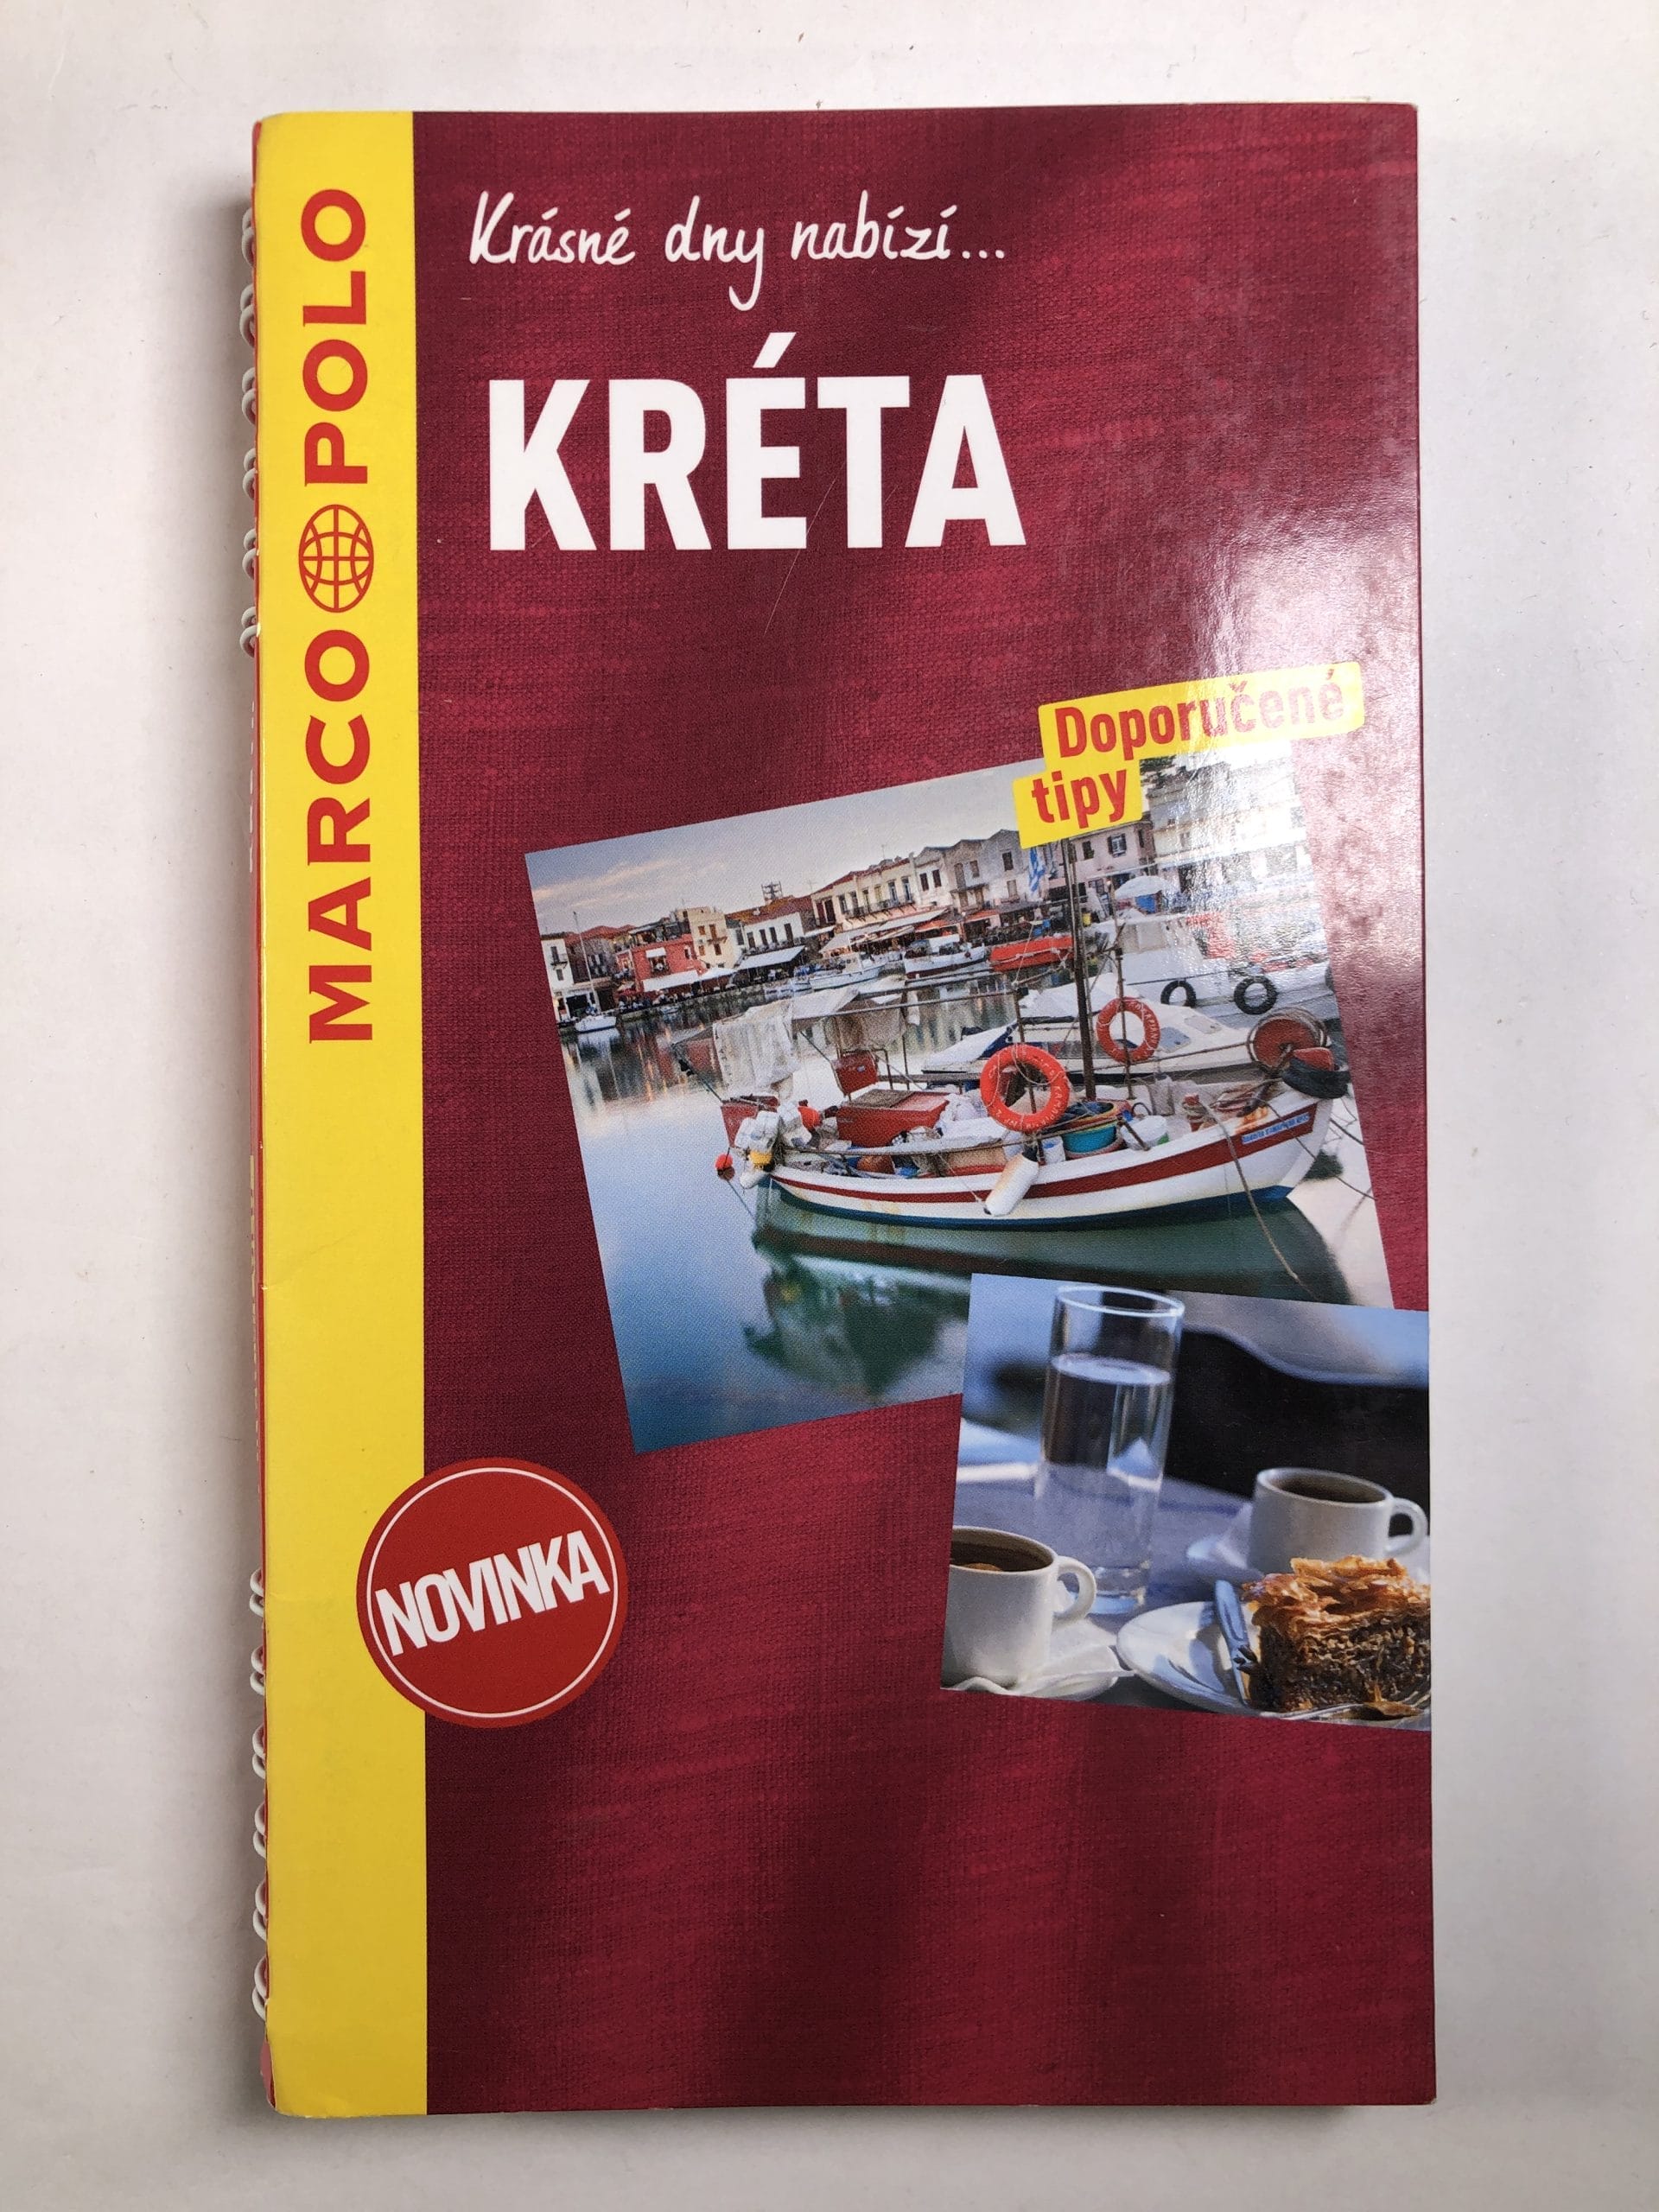 MARCO POLO
Krásné dny nabízí...
KRÉTA
Doporučené
tipy
NOVINKA